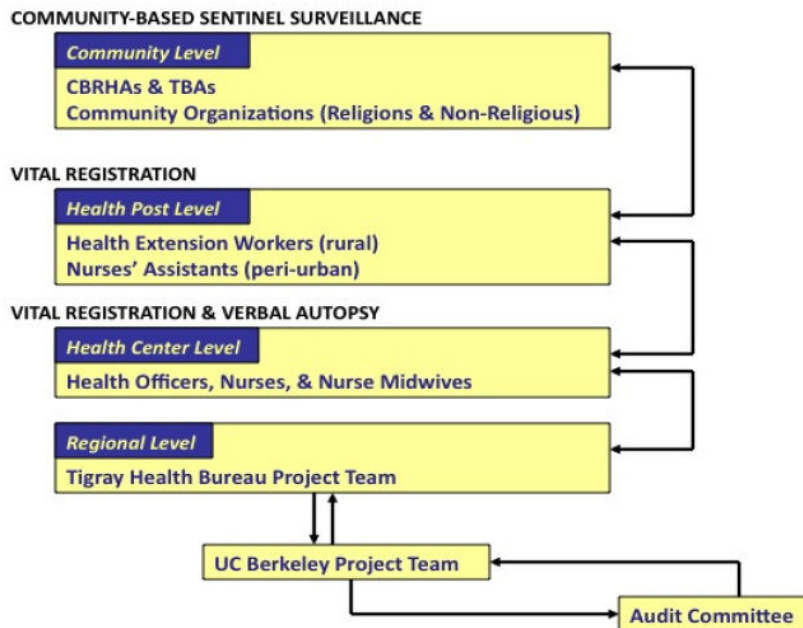 COMMUNITY-BASED SENTINEL SURVEILLANCE
Community Level
CBRHAs & TBAs
Community Organizations (Religions & Non-Religious)
VITAL REGISTRATION
Health Post Level
Health Extension Workers (rural)
Nurses’ Assistants (peri-urban)
VITAL REGISTRATION & VERBAL AUTOPSY
Health Center Level
Health Officers, Nurses, & Nurse Midwives
Regional Level
Tigray Health Bureau Project Team
UC Berkeley Project Team
Audit Committee